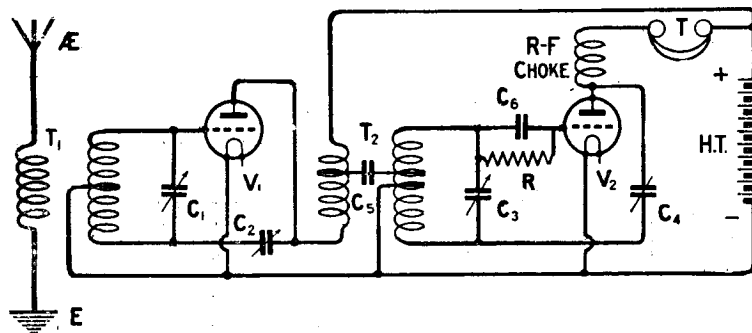 Æ
T
R-F
CHOKE
+
T₁
C₆
T₂
H.T.
V₁
R
V₂
C₁
C₂
C₅
C₃
C₄
−
E